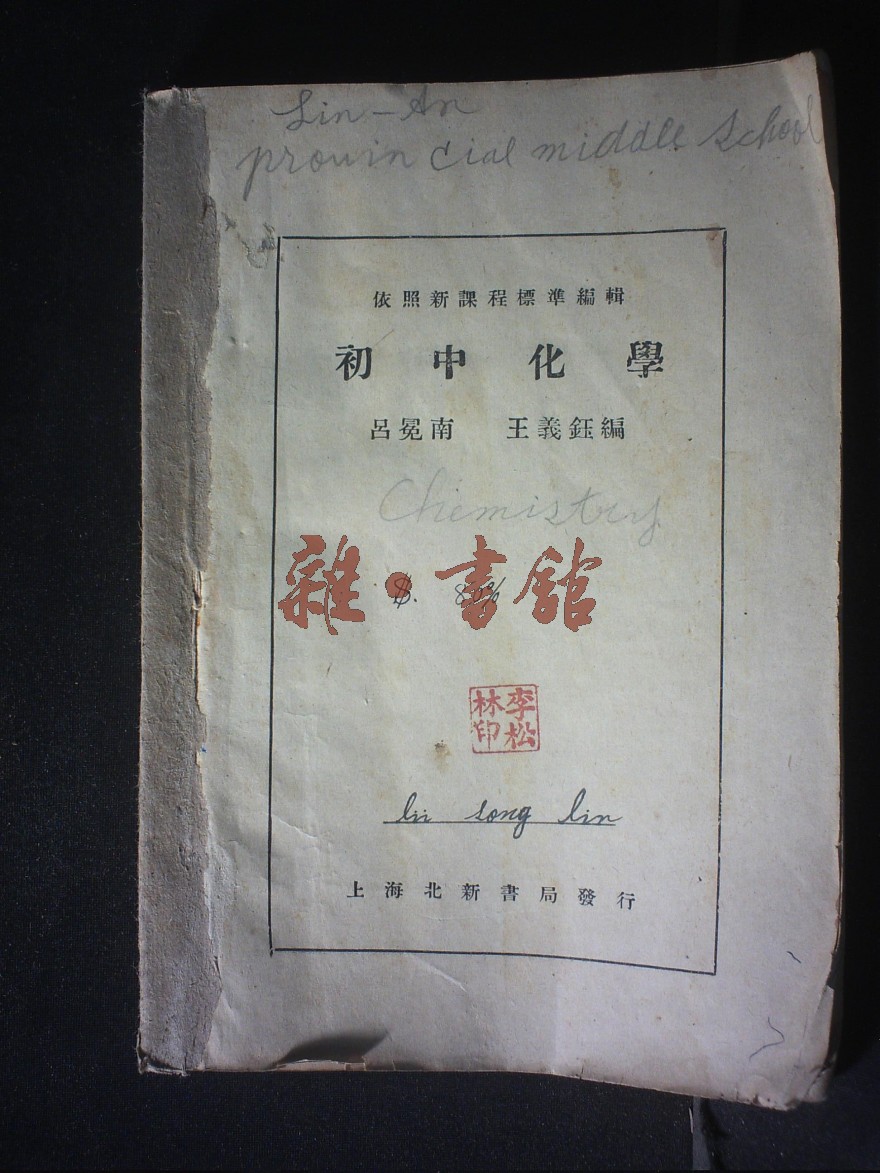 Lin-An
provincial middle school
依照新課程標準編輯
初中化學
呂冕南 王義鈺編
Chemistry
雜·書館
$.
李松林印
lii song lin
上海北新書局發行